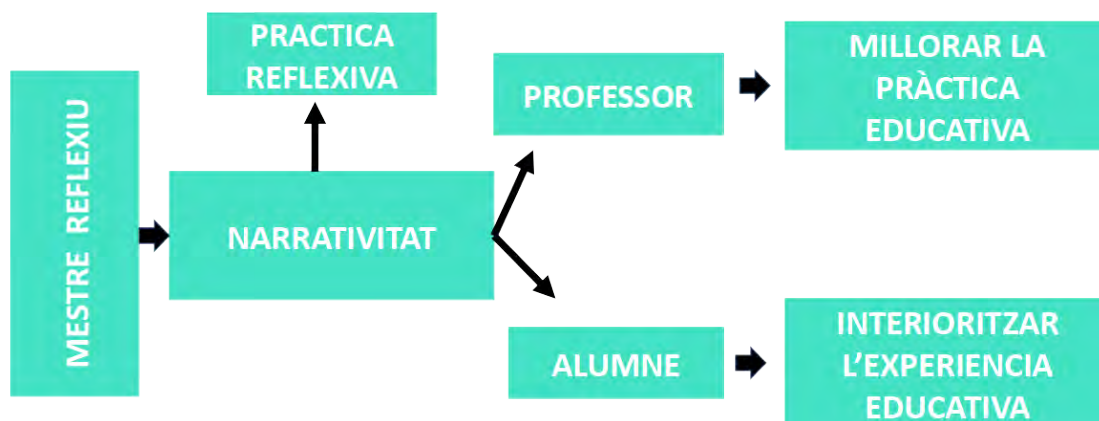 MESTRE REFLEXIU
PRACTICA
REFLEXIVA
NARRATIVITAT
PROFESSOR
MILLORAR LA
PRÀCTICA
EDUCATIVA
ALUMNE
INTERIORITZAR
L’EXPERIENCIA
EDUCATIVA